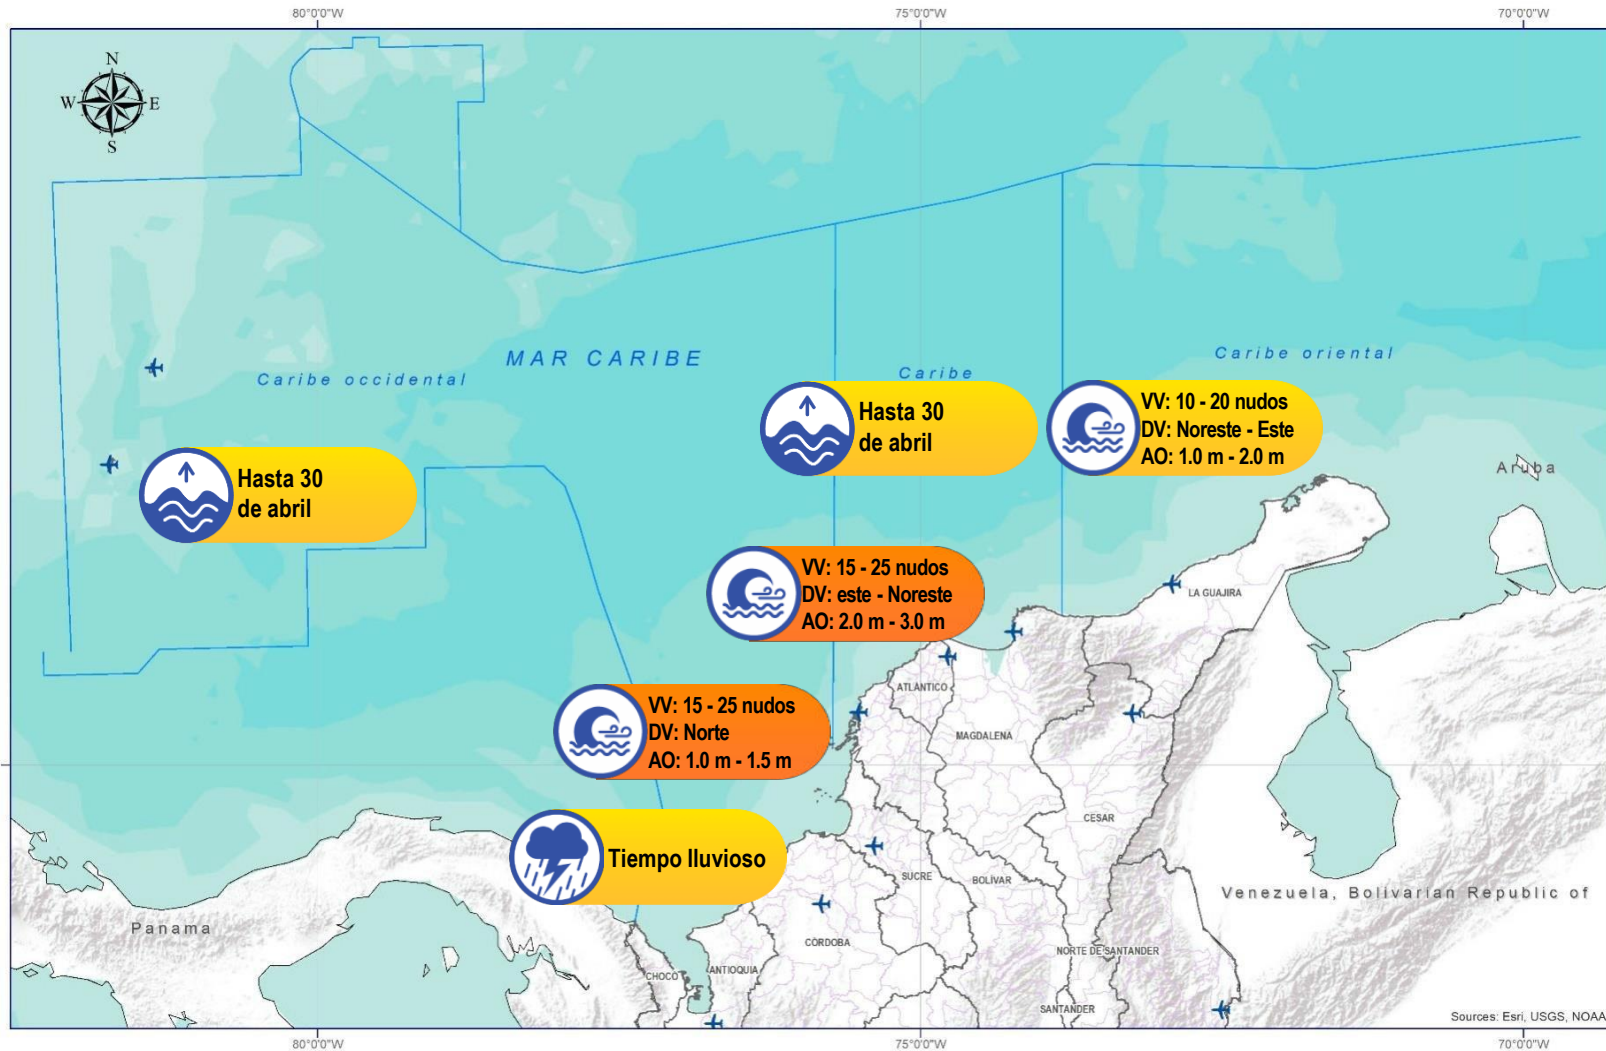 80°0'0"W
75°0'0"W
70°0'0"W
N
W
E
S
MAR CARIBE
Caribe occidental
Caribe
Caribe oriental
Hasta 30
de abril
VV: 10 - 20 nudos
DV: Noreste - Este
AO: 1.0 m - 2.0 m
Hasta 30
de abril
Aruba
VV: 15 - 25 nudos
DV: este - Noreste
AO: 2.0 m - 3.0 m
LA GUAJIRA
ATLÁNTICO
VV: 15 - 25 nudos
DV: Norte
AO: 1.0 m - 1.5 m
MAGDALENA
CESAR
Tiempo lluvioso
SUCRE
BOLÍVAR
Venezuela, Bolivarian Republic of
Panama
CÓRDOBA
NORTE DE SANTANDER
CHOCÓ
ANTIOQUIA
SANTANDER
Sources: Esri, USGS, NOAA
80°0'0"W
75°0'0"W
70°0'0"W